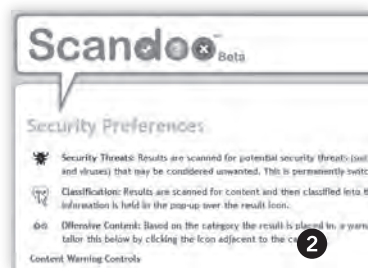 Scandoo
Beta
Security Preferences
Security Threats: Results are scanned for potential security threats (such
and viruses) that may be considered unwanted. This is permanently switc
Classification: Results are scanned for content and then classified into th
information is held in the pop-up over the result icon.
Offensive Content: Based on the category the result is placed in, a warn
tailor this below by clicking the icon adjacent to the ca
2
Content Warning Controls